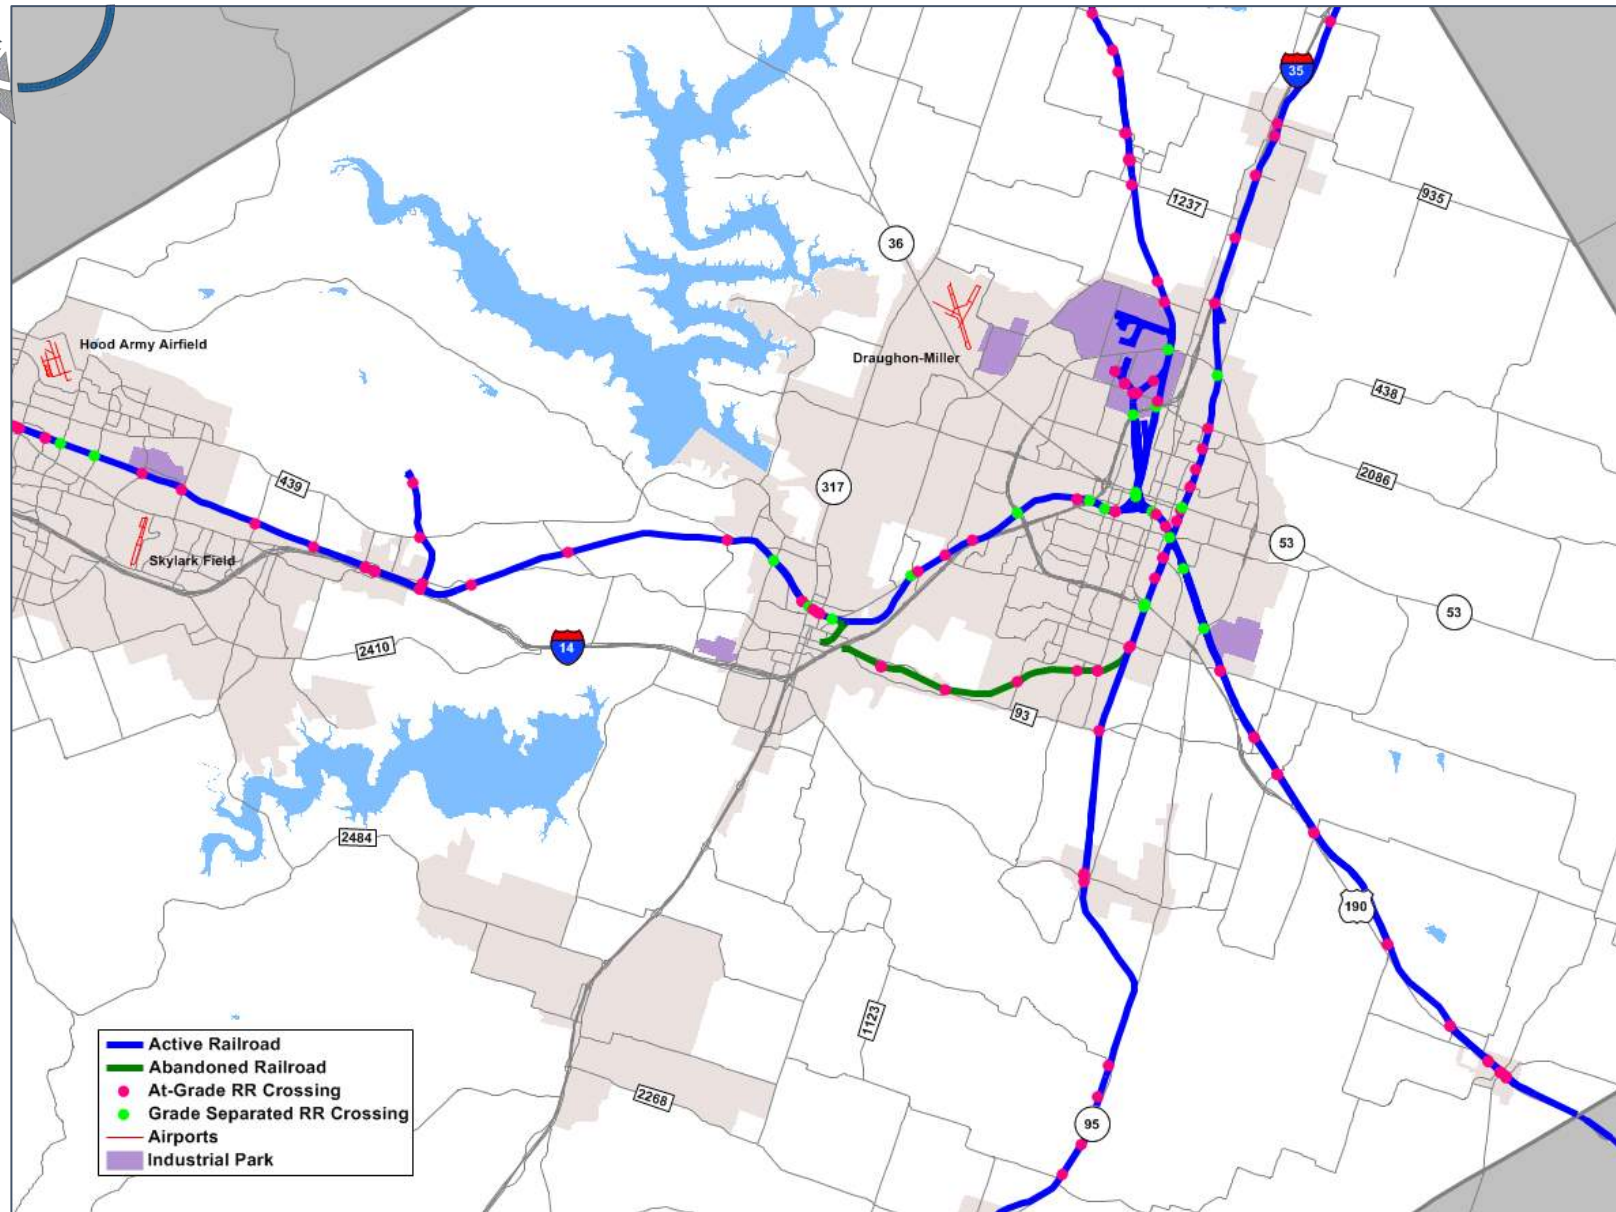 35
1237
935
36
Hood Army Airfield
Draughon-Miller
438
439
317
2086
53
Skylark Field
53
14
2410
93
2484
190
1123
2268
95
Active Railroad
Abandoned Railroad
At-Grade RR Crossing
Grade Separated RR Crossing
Airports
Industrial Park